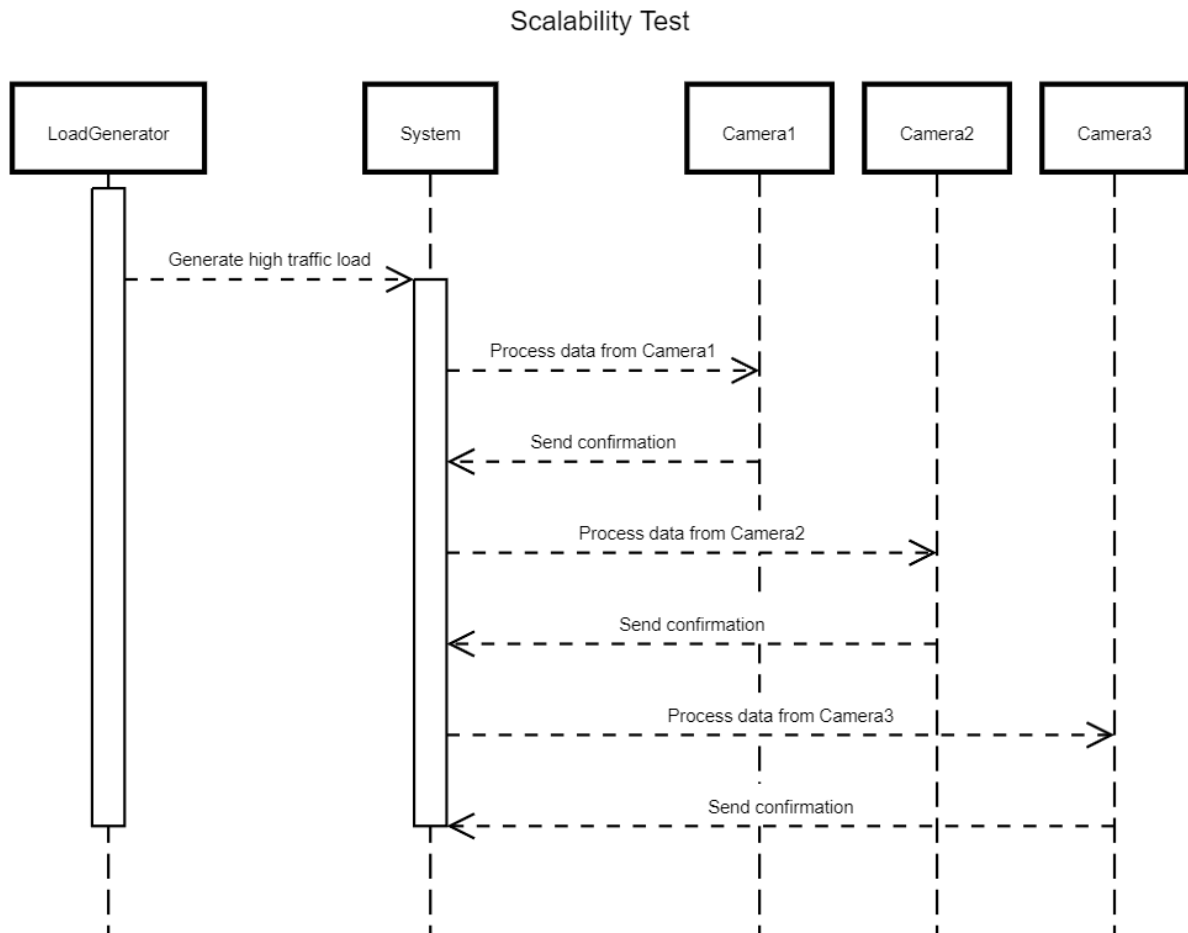 Scalability Test
LoadGenerator
System
Camera1
Camera2
Camera3
Generate high traffic load
Process data from Camera1
Send confirmation
Process data from Camera2
Send confirmation
Process data from Camera3
Send confirmation